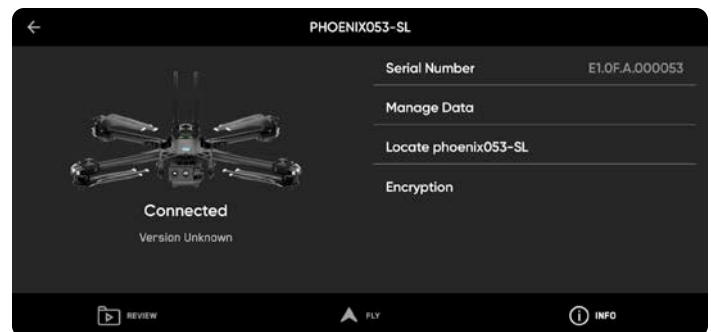 PHOENIX053-SL
Serial Number E1.0F.A.000053
Manage Data
Locate phoenix053-SL
Encryption
Connected
Version Unknown
REVIEW FLY INFO